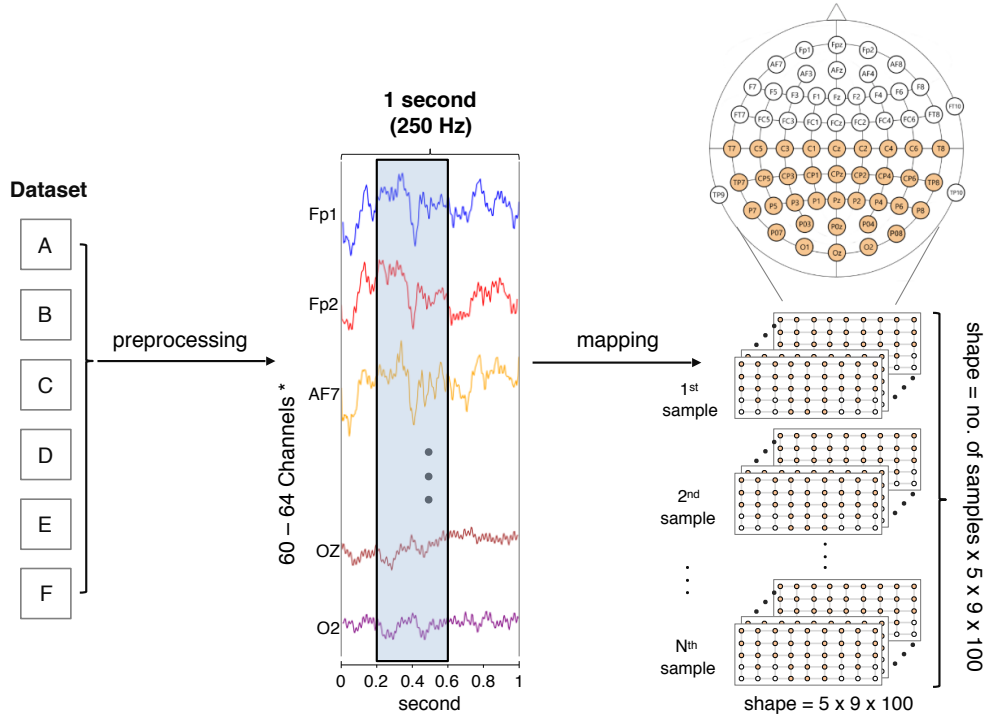 Dataset
A
B
C
D
E
F
preprocessing
1 second
(250 Hz)
60 – 64 Channels*
Fp1
Fp2
AF7
OZ
O2
0 0.2 0.4 0.6 0.8 1
second
mapping
Fp1 Fpz Fp2
AF7 AF3 AFz AF4 AF8
F7 F5 F3 F1 Fz F2 F4 F6 F8
FT7 FC5 FC3 FC1 FCz FC2 FC4 FC6 FT8 FT10
T7 C5 C3 C1 Cz C2 C4 C6 T8
TP9 TP7 CP5 CP3 CP1 CPz CP2 CP4 CP6 TP8 TP10
P7 P5 P3 P1 Pz P2 P4 P6 P8
P07 P03 P0z P04 P08
O1 Oz O2
1st
sample
2nd
sample
Nth
sample
shape = 5 x 9 x 100
shape = no. of samples x 5 x 9 x 100